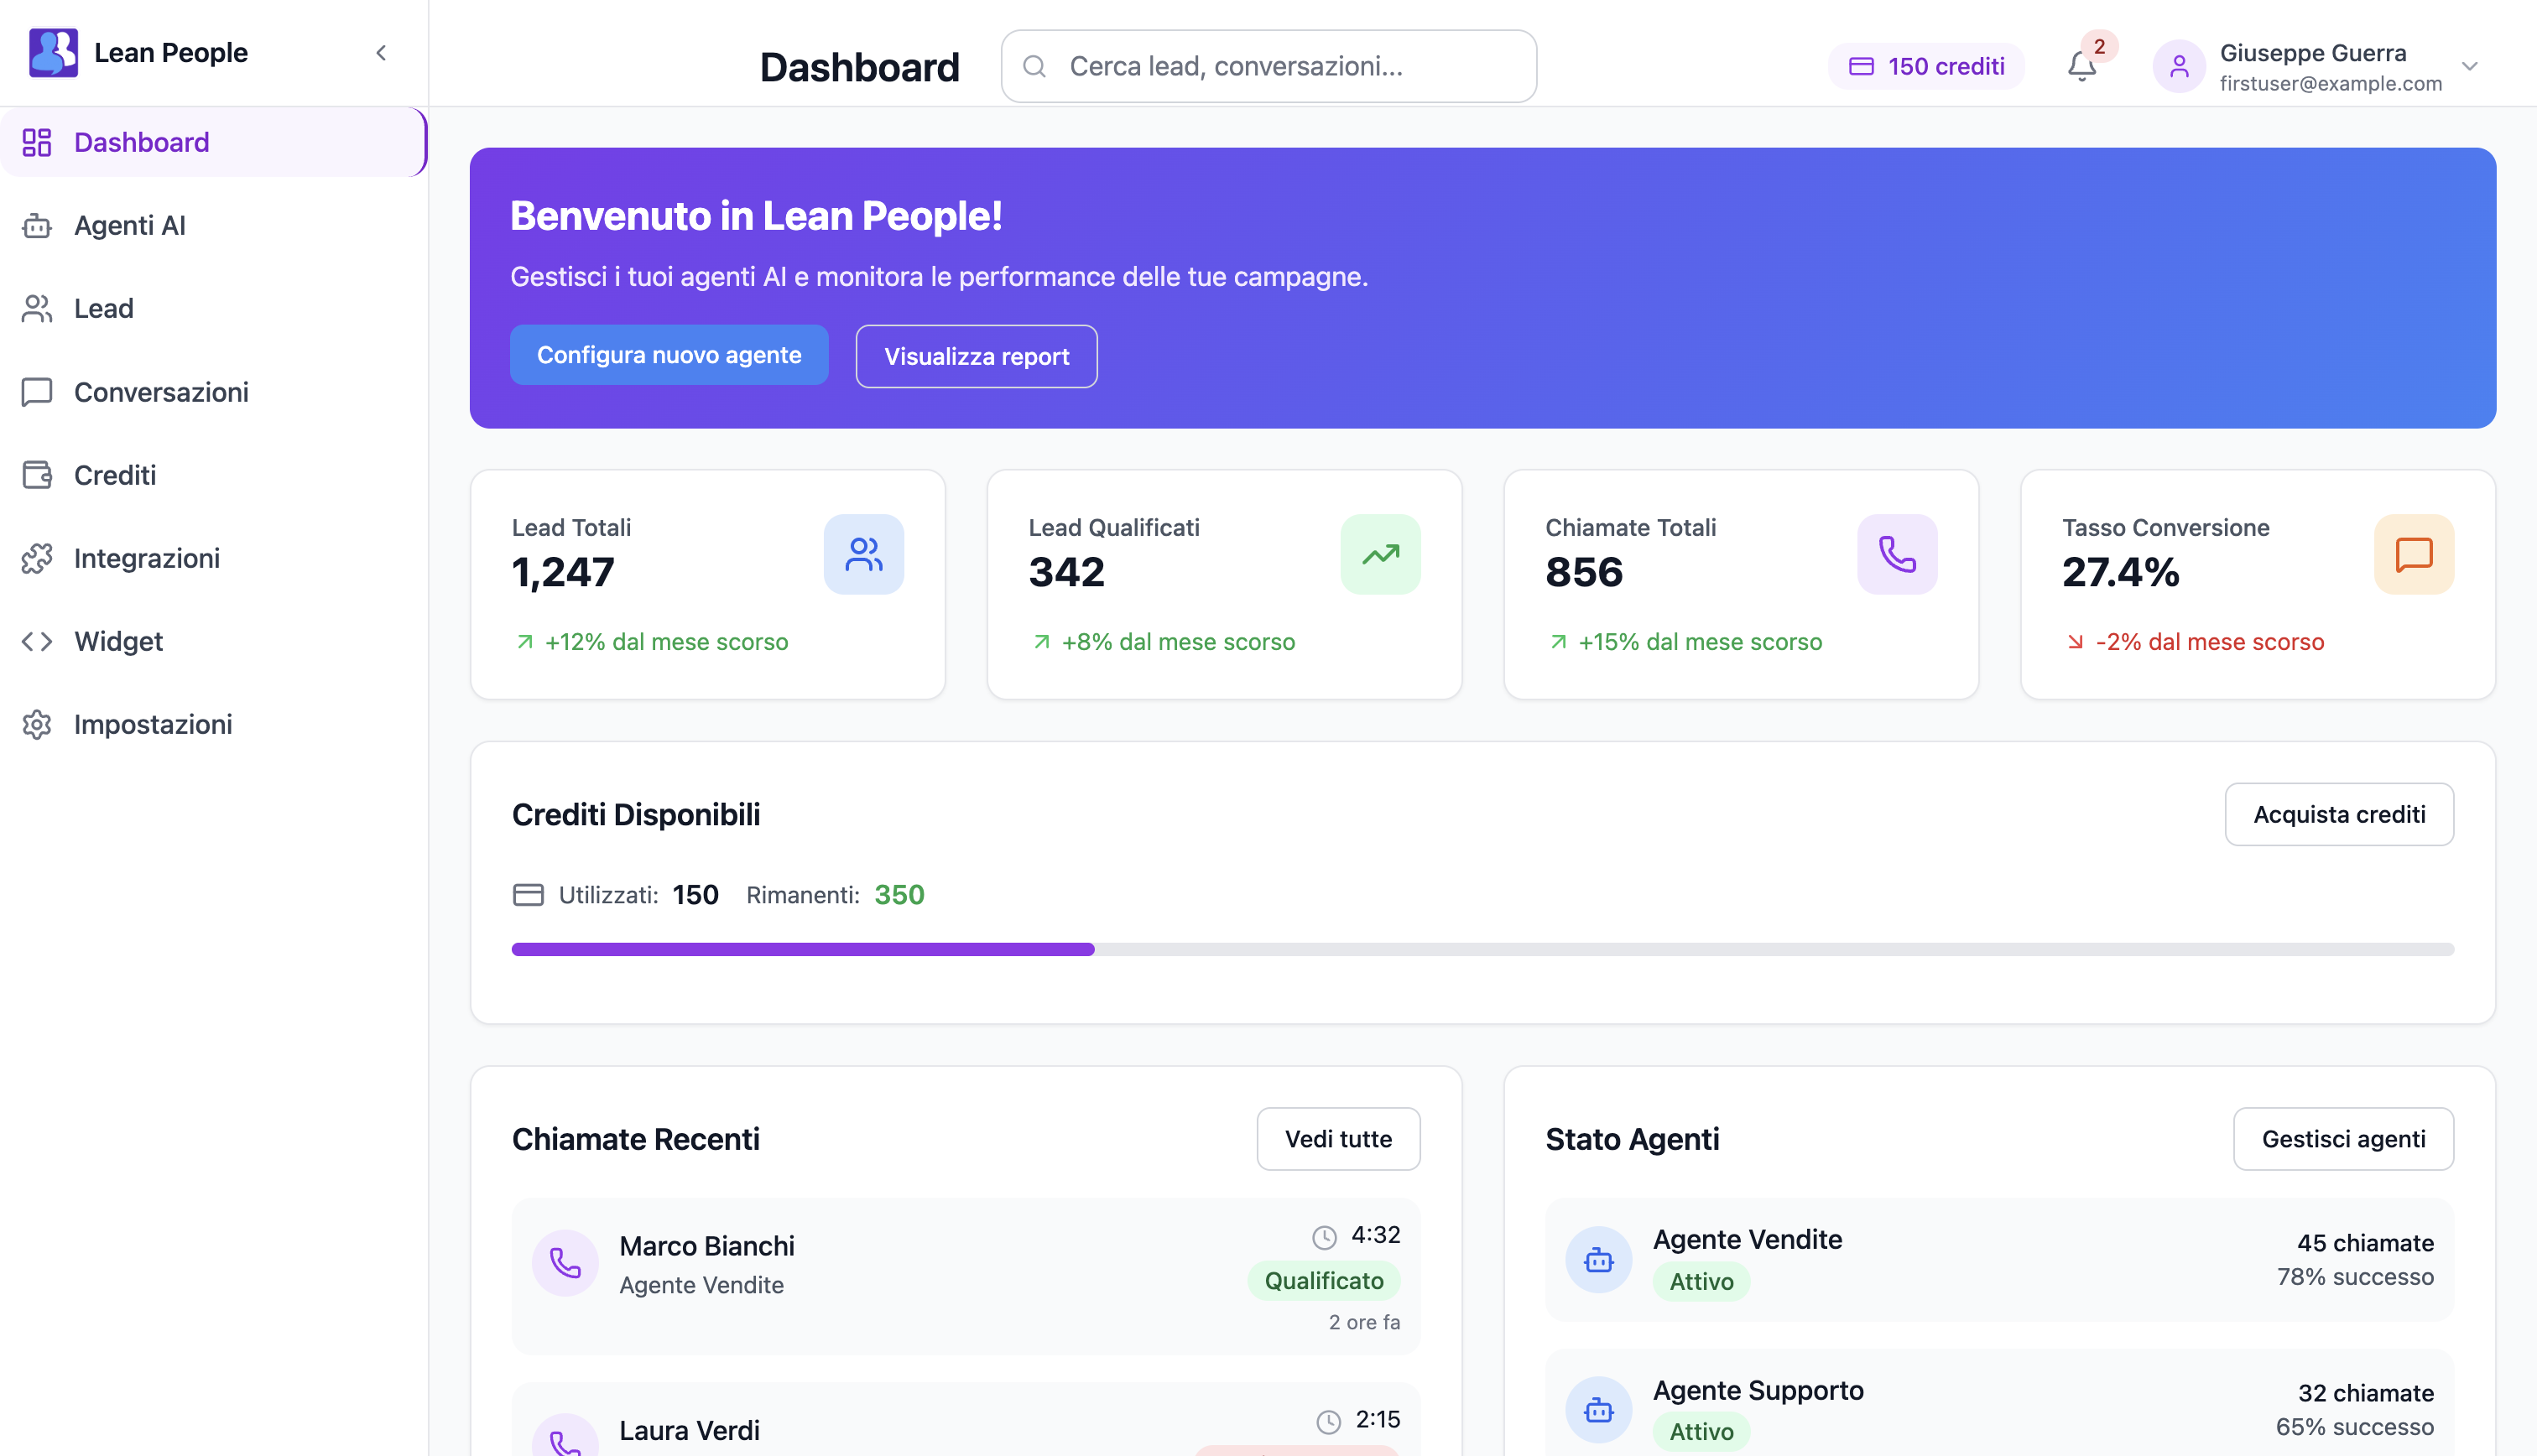 Lean People
Dashboard
Cerca lead, conversazioni...
150 crediti
2
Giuseppe Guerra
firstuser@example.com
Dashboard
Agenti AI
Lead
Conversazioni
Crediti
Integrazioni
Widget
Impostazioni
Benvenuto in Lean People!
Gestisci i tuoi agenti AI e monitora le performance delle tue campagne.
Configura nuovo agente
Visualizza report
Lead Totali
1,247
+12% dal mese scorso
Lead Qualificati
342
+8% dal mese scorso
Chiamate Totali
856
+15% dal mese scorso
Tasso Conversione
27.4%
-2% dal mese scorso
Crediti Disponibili
Acquista crediti
Utilizzati: 150 Rimanenti: 350
Chiamate Recenti
Vedi tutte
Marco Bianchi
Agente Vendite
4:32
Qualificato
2 ore fa
Laura Verdi
2:15
Stato Agenti
Gestisci agenti
Agente Vendite
Attivo
45 chiamate
78% successo
Agente Supporto
Attivo
32 chiamate
65% successo